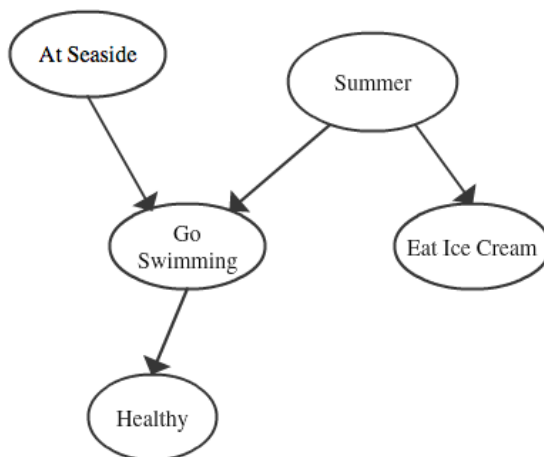 At Seaside
Summer
Go
Swimming
Eat Ice Cream
Healthy